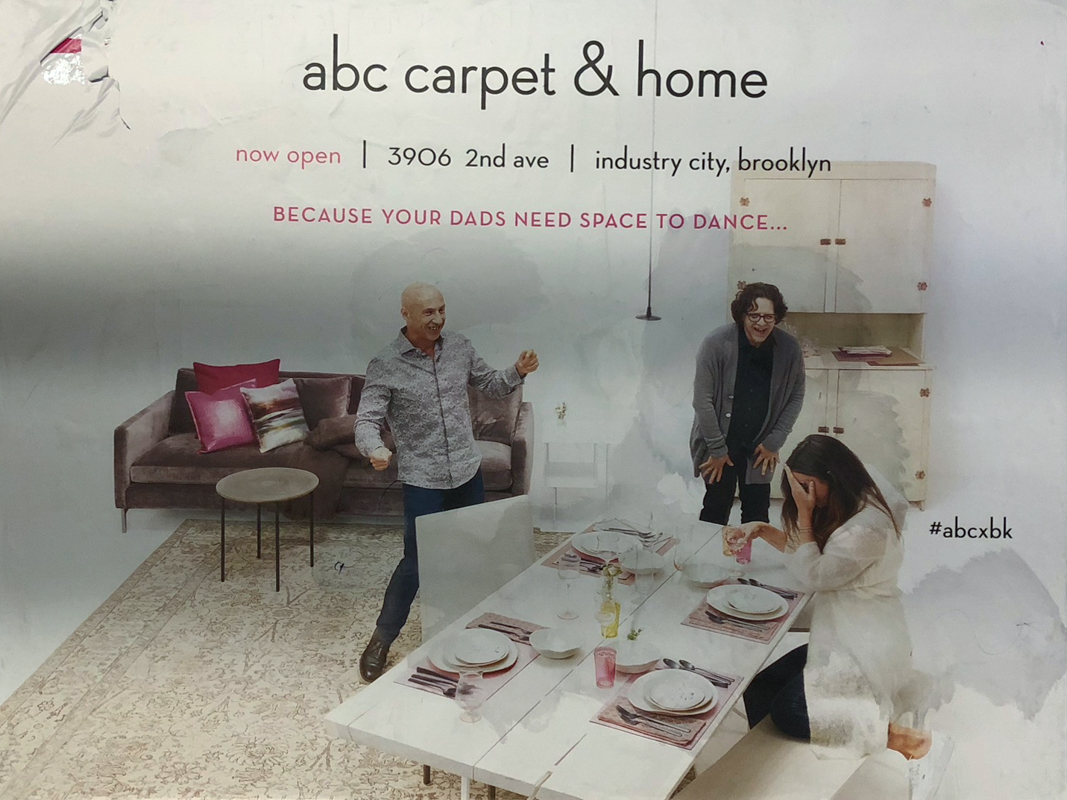 abc carpet & home
now open | 3906 2nd ave | industry city, brooklyn
BECAUSE YOUR DADS NEED SPACE TO DANCE...
#abcxbk